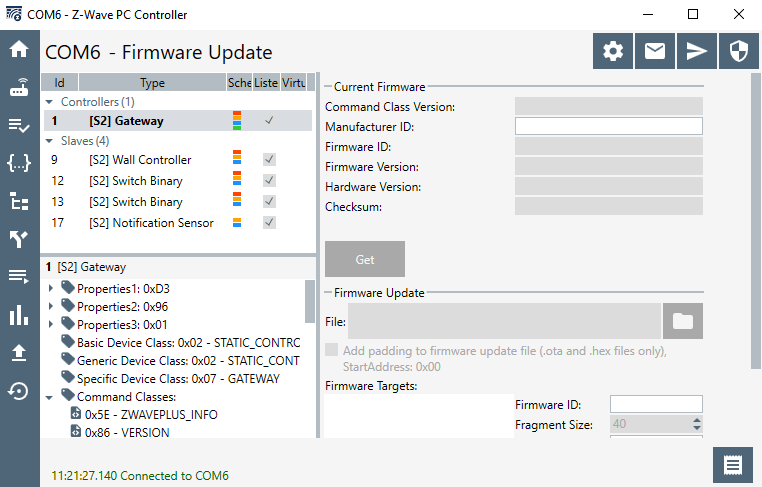 COM6 - Z-Wave PC Controller
COM6 - Firmware Update
Id Type Sche Liste Virtu
Controllers (1)
1 [S2] Gateway
Slaves (4)
9 [S2] Wall Controller
12 [S2] Switch Binary
13 [S2] Switch Binary
17 [S2] Notification Sensor
1 [S2] Gateway
Properties1: 0xD3
Properties2: 0x96
Properties3: 0x01
Basic Device Class: 0x02 - STATIC_CONTRC
Generic Device Class: 0x02 - STATIC_CONT
Specific Device Class: 0x07 - GATEWAY
Command Classes:
0x5E - ZWAVEPLUS_INFO
0x86 - VERSION
Current Firmware
Command Class Version:
Manufacturer ID:
Firmware ID:
Firmware Version:
Hardware Version:
Checksum:
Get
Firmware Update
File:
Add padding to firmware update file (.ota and .hex files only),
StartAddress: 0x00
Firmware Targets:
Firmware ID:
Fragment Size: 40
11:21:27.140 Connected to COM6